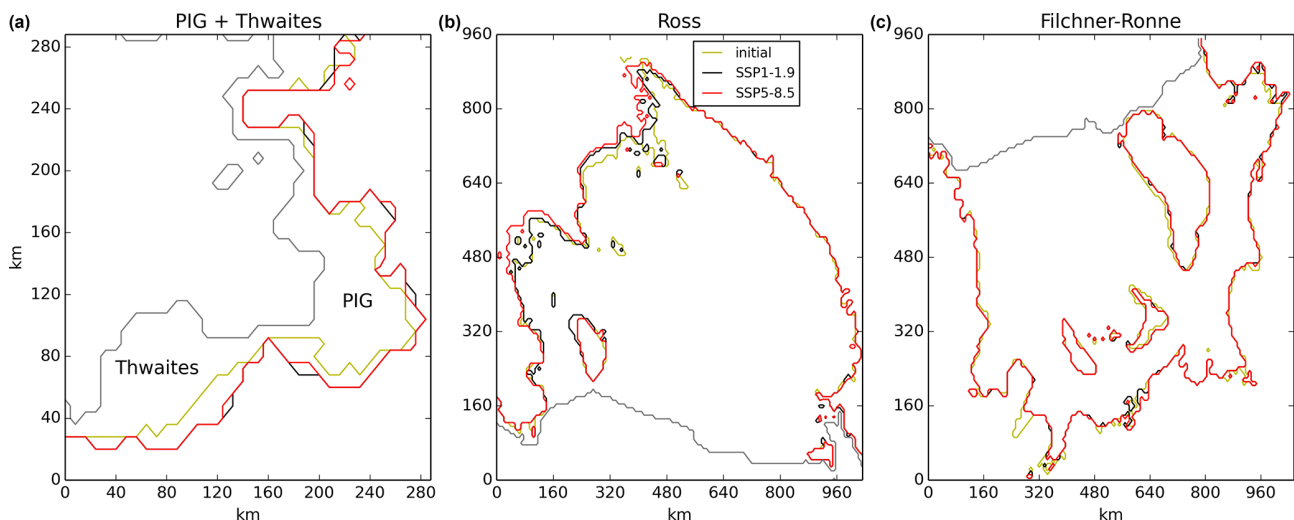 (a) PIG + Thwaites
288
240
200
160
120
80
40
0
km
PIG
Thwaites
0 40 80 120 160 200 240 280
km
(b) Ross
960
800
640
480
320
160
0
initial
SSP1-1.9
SSP5-8.5
0 160 320 480 640 800 960
km
(c) Filchner-Ronne
960
800
640
480
320
160
0
0 160 320 480 640 800 960
km